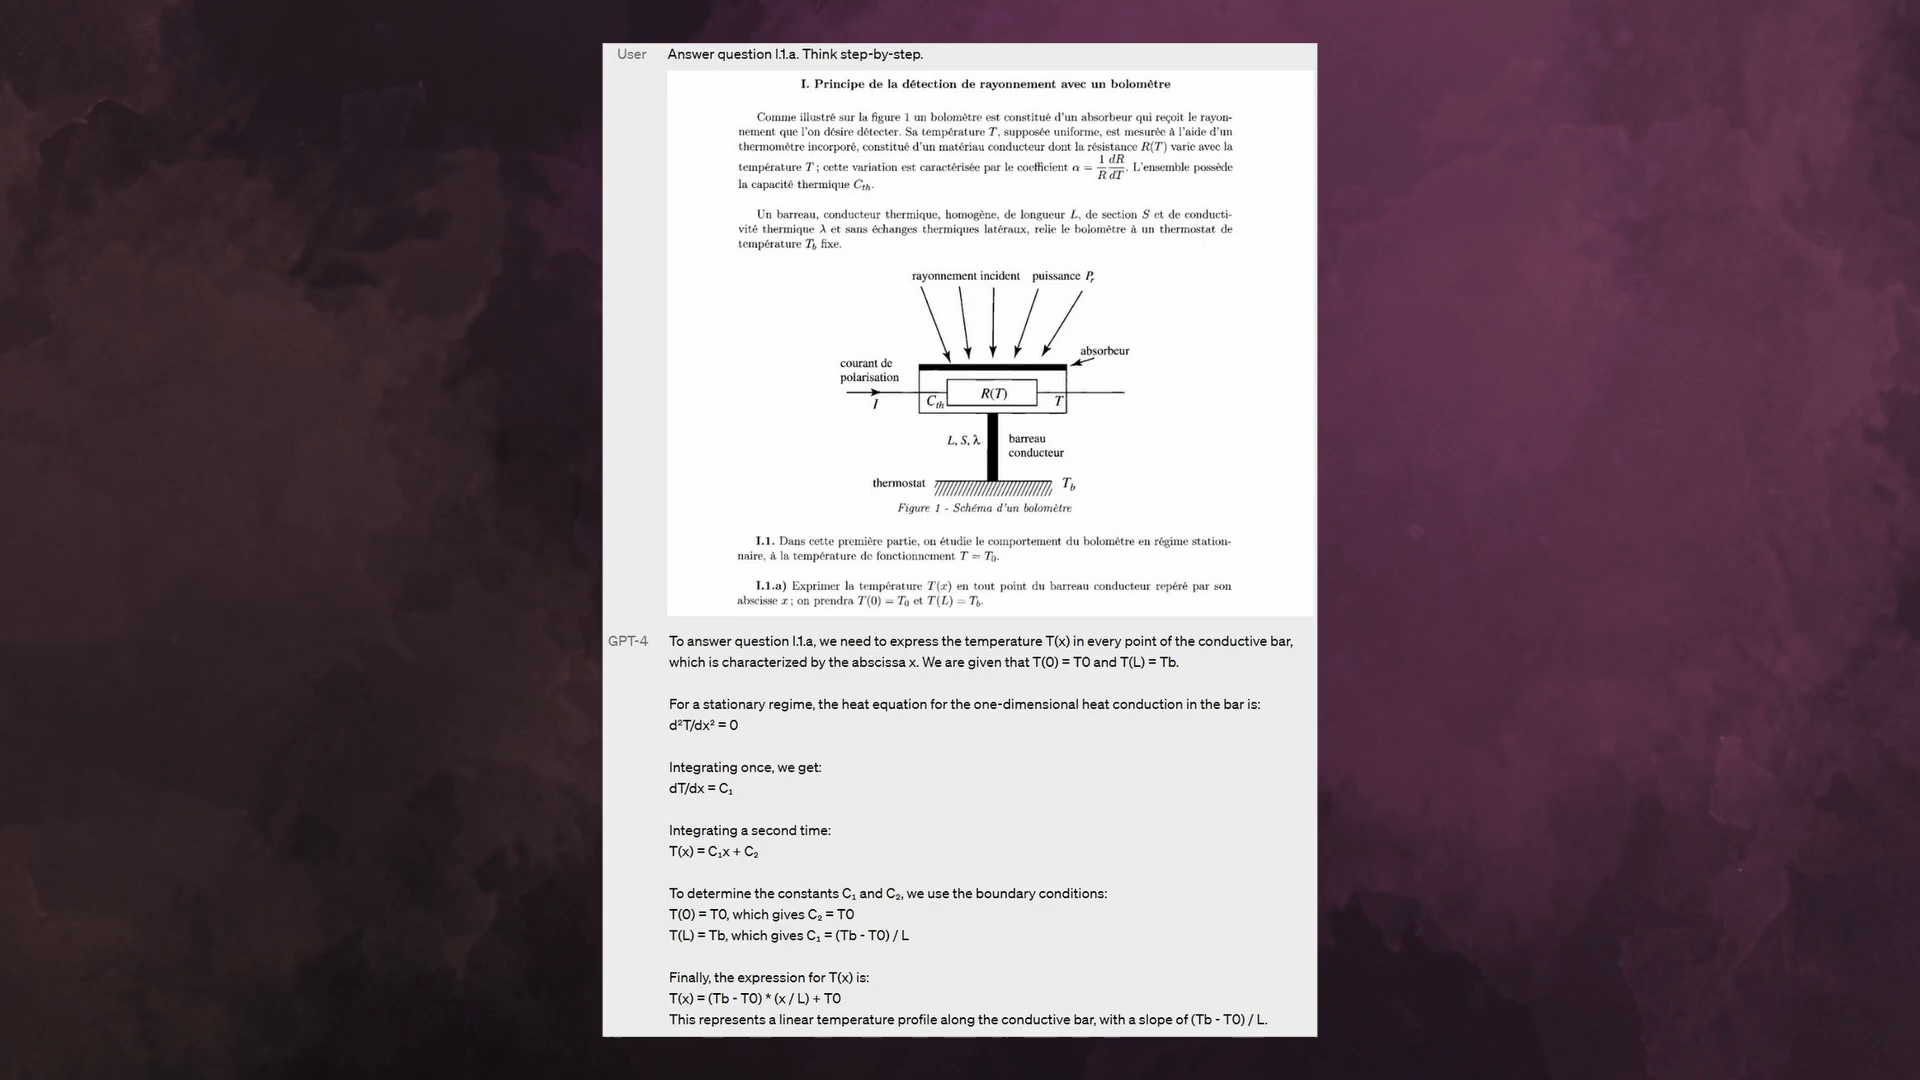 User Answer question I.1.a. Think step-by-step.
I. Principe de la détection de rayonnement avec un bolomètre
Comme illustré sur la figure 1 un bolomètre est constitué d'un absorbeur qui reçoit le rayon-
nement que l'on désire détecter. Sa température T, supposée uniforme, est mesurée à l'aide d'un
thermomètre incorporé, constitué d'un matériau conducteur dont la résistance R(T) varie avec la
température T ; cette variation est caractérisée par le coefficient α = 1/R dR/dT. L'ensemble possède
la capacité thermique Cth.
Un barreau, conducteur thermique, homogène, de longueur L, de section S et de conducti-
vité thermique λ et sans échanges thermiques latéraux, relie le bolomètre à un thermostat de
température Tb fixe.
rayonnement incident puissance Pr
absorbeur
courant de
polarisation
I
Cth R(T) T
L, S, λ
barreau
conducteur
thermostat Tb
Figure 1 - Schéma d'un bolomètre
I.1. Dans cette première partie, on étudie le comportement du bolomètre en régime station-
naire, à la température de fonctionnement T = T0.
I.1.a) Exprimer la température T(x) en tout point du barreau conducteur repéré par son
abscisse x ; on prendra T(0) = T0 et T(L) = Tb.
GPT-4 To answer question I.1.a, we need to express the temperature T(x) in every point of the conductive bar,
which is characterized by the abscissa x. We are given that T(0) = T0 and T(L) = Tb.
For a stationary regime, the heat equation for the one-dimensional heat conduction in the bar is:
d²T/dx² = 0
Integrating once, we get:
dT/dx = C₁
Integrating a second time:
T(x) = C₁x + C₂
To determine the constants C₁ and C₂, we use the boundary conditions:
T(0) = T0, which gives C₂ = T0
T(L) = Tb, which gives C₁ = (Tb - T0) / L
Finally, the expression for T(x) is:
T(x) = (Tb - T0) * (x / L) + T0
This represents a linear temperature profile along the conductive bar, with a slope of (Tb - T0) / L.